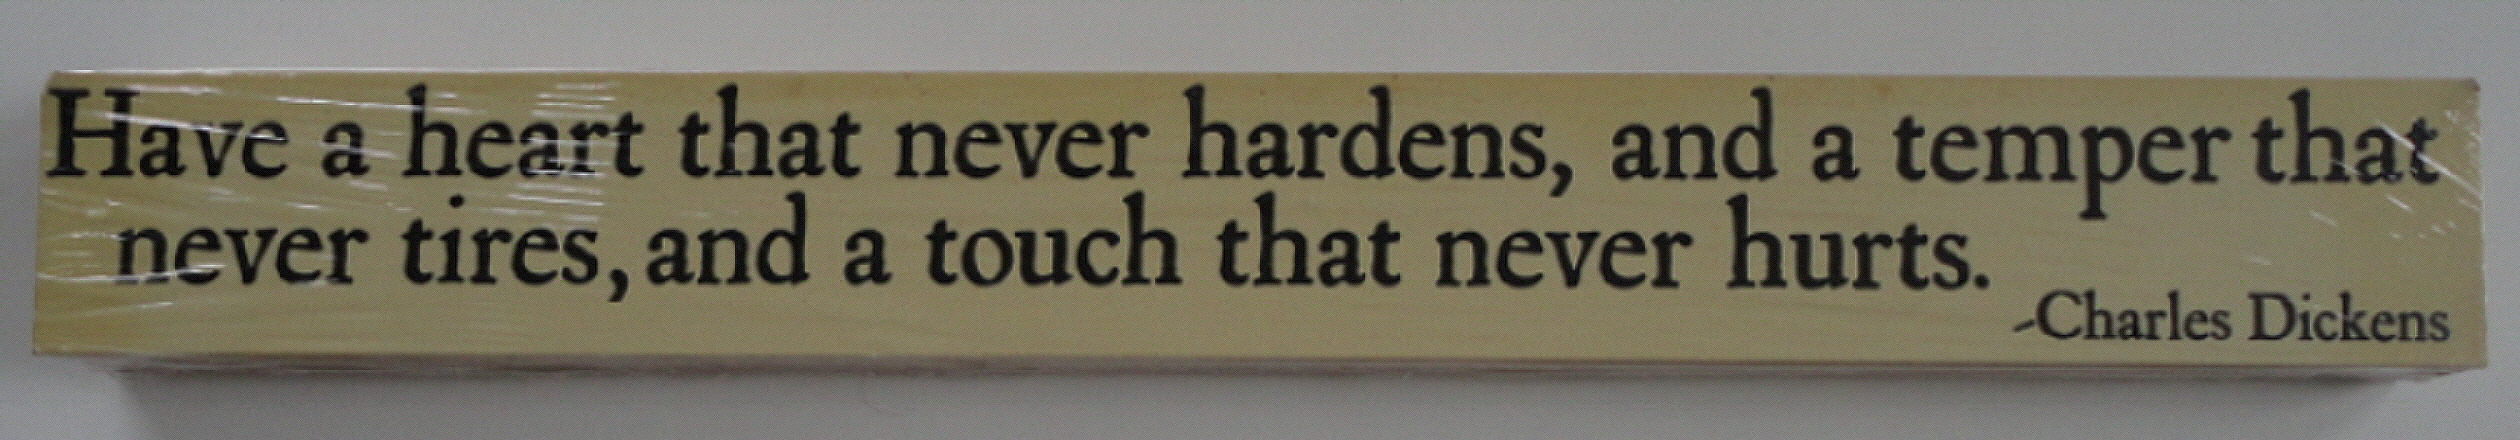 Have a heart that never hardens, and a temper that
never tires, and a touch that never hurts.
-Charles Dickens